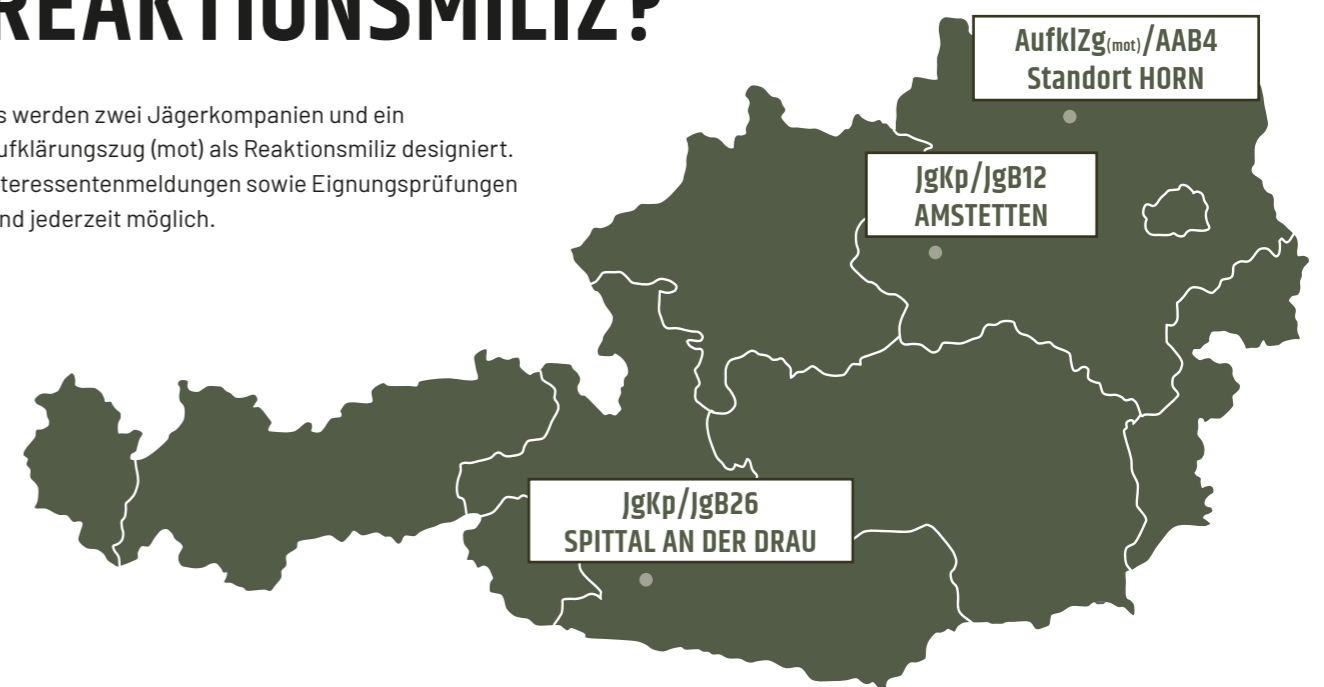 REAKTIONSMILIZ?
s werden zwei Jägerkompanien und ein
ufklärungszug (mot) als Reaktionsmiliz designiert.
teressentenmeldungen sowie Eignungsprüfungen
nd jederzeit möglich.
AufklZg(mot)/AAB4
Standort HORN
JgKp/JgB12
AMSTETTEN
JgKp/JgB26
SPITTAL AN DER DRAU